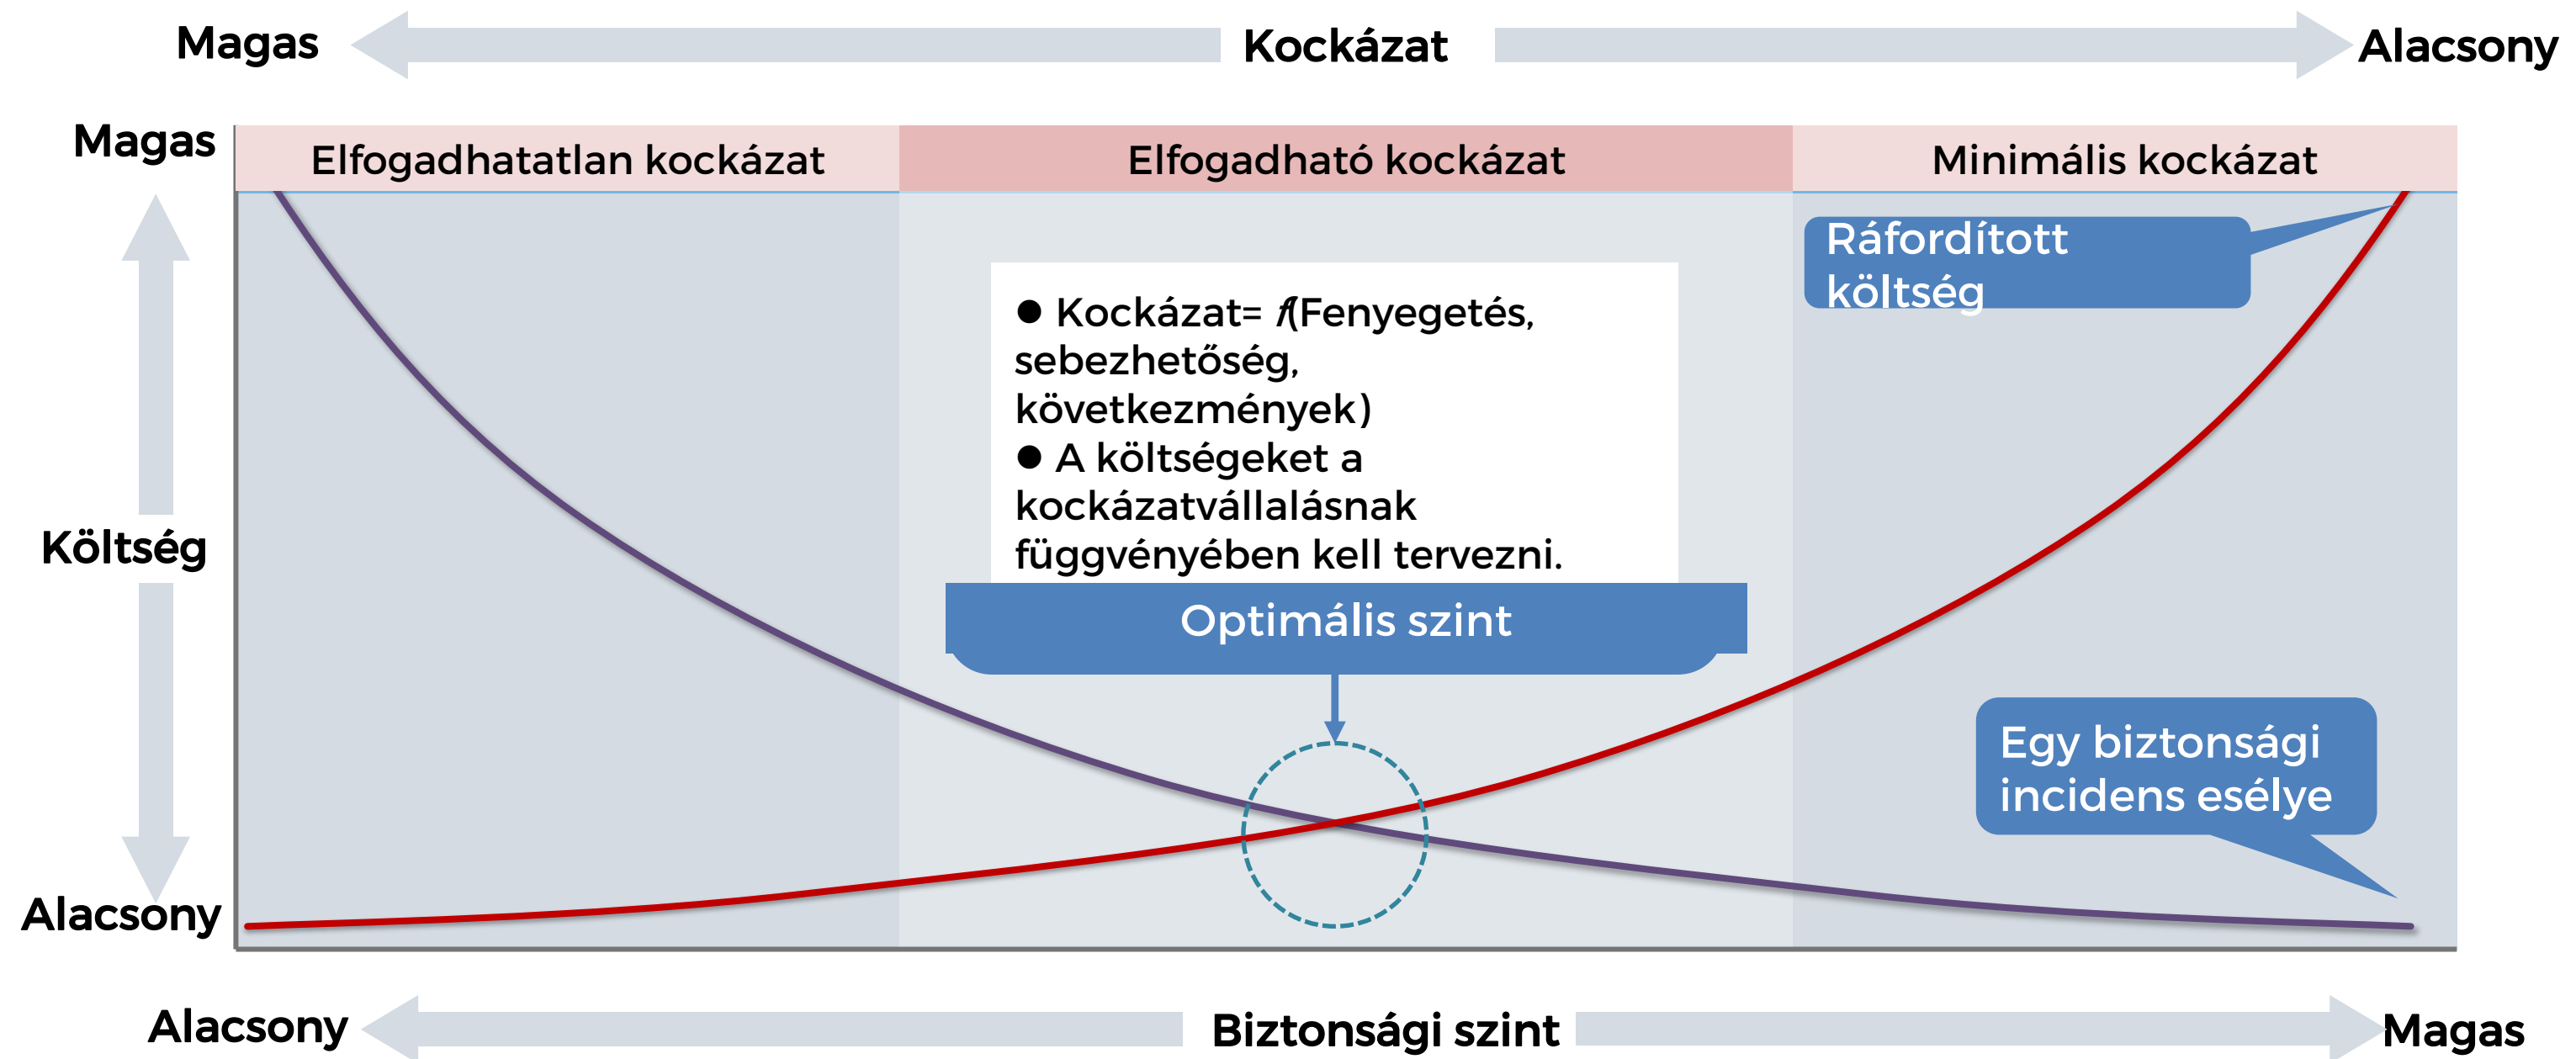 Magas Kockázat Alacsony
Magas
Elfogadhatatlan kockázat Elfogadható kockázat Minimális kockázat
Ráfordított
költség
● Kockázat= f(Fenyegetés,
sebezhetőség,
következmények)
● A költségeket a
kockázatvállalásnak
függvényében kell tervezni.
Költség
Optimális szint
Egy biztonsági
incidens esélye
Alacsony
Alacsony Biztonsági szint Magas